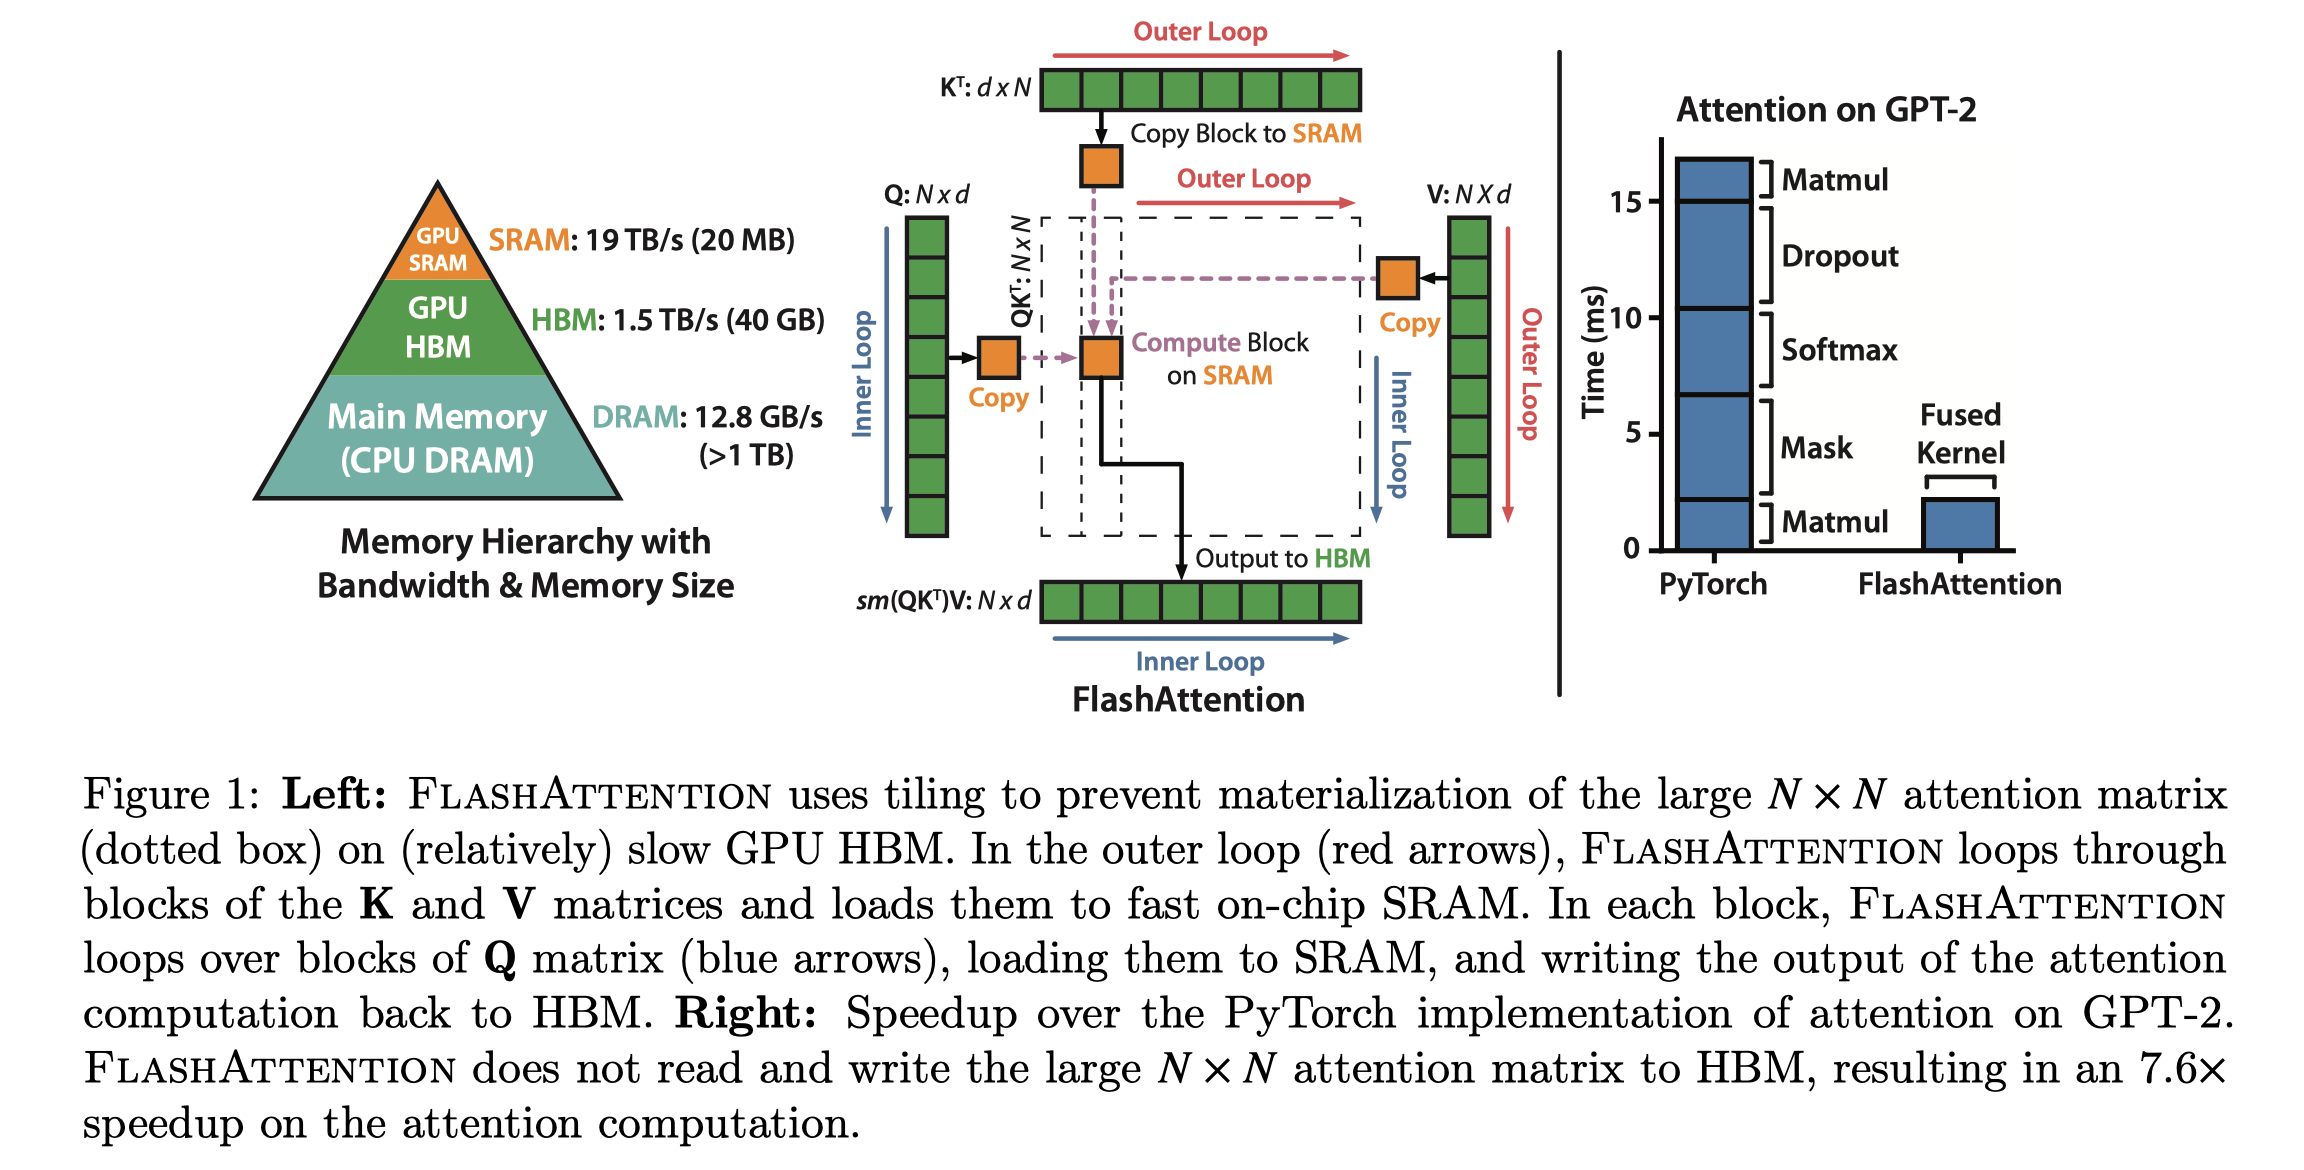 GPU
SRAM
SRAM: 19 TB/s (20 MB)
GPU
HBM
HBM: 1.5 TB/s (40 GB)
Main Memory
(CPU DRAM)
DRAM: 12.8 GB/s
(>1 TB)
Memory Hierarchy with
Bandwidth & Memory Size
Outer Loop
Kᵀ: d x N
Copy Block to SRAM
Outer Loop
Q: N x d
V: N X d
QKᵀ: N x N
Inner Loop
Copy
Compute Block
on SRAM
Copy
Inner Loop
Outer Loop
Output to HBM
sm(QKᵀ)V: N x d
Inner Loop
FlashAttention
Attention on GPT-2
Time (ms)
15
10
5
0
Matmul
Dropout
Softmax
Mask
Matmul
Fused
Kernel
PyTorch
FlashAttention
Figure 1: Left: FLASHATTENTION uses tiling to prevent materialization of the large N × N attention matrix
(dotted box) on (relatively) slow GPU HBM. In the outer loop (red arrows), FLASHATTENTION loops through
blocks of the K and V matrices and loads them to fast on-chip SRAM. In each block, FLASHATTENTION
loops over blocks of Q matrix (blue arrows), loading them to SRAM, and writing the output of the attention
computation back to HBM. Right: Speedup over the PyTorch implementation of attention on GPT-2.
FLASHATTENTION does not read and write the large N × N attention matrix to HBM, resulting in an 7.6×
speedup on the attention computation.